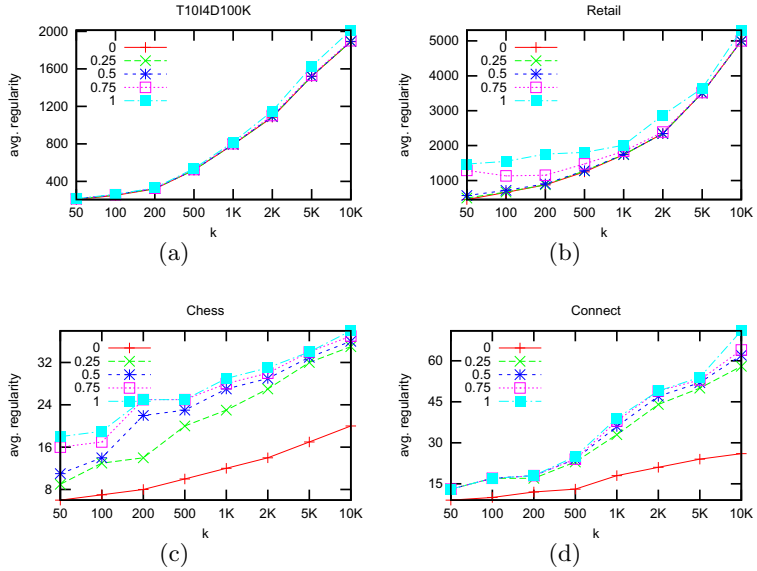 T10I4D100K
avg. regularity
2000
1600
1200
800
400
0
0.25
0.5
0.75
1
50 100 200 500 1K 2K 5K 10K
k
(a)
Retail
avg. regularity
5000
4000
3000
2000
1000
0
0.25
0.5
0.75
1
50 100 200 500 1K 2K 5K 10K
k
(b)
Chess
avg. regularity
32
24
16
8
0
0.25
0.5
0.75
1
50 100 200 500 1K 2K 5K 10K
k
(c)
Connect
avg. regularity
60
45
30
15
0
0.25
0.5
0.75
1
50 100 200 500 1K 2K 5K 10K
k
(d)